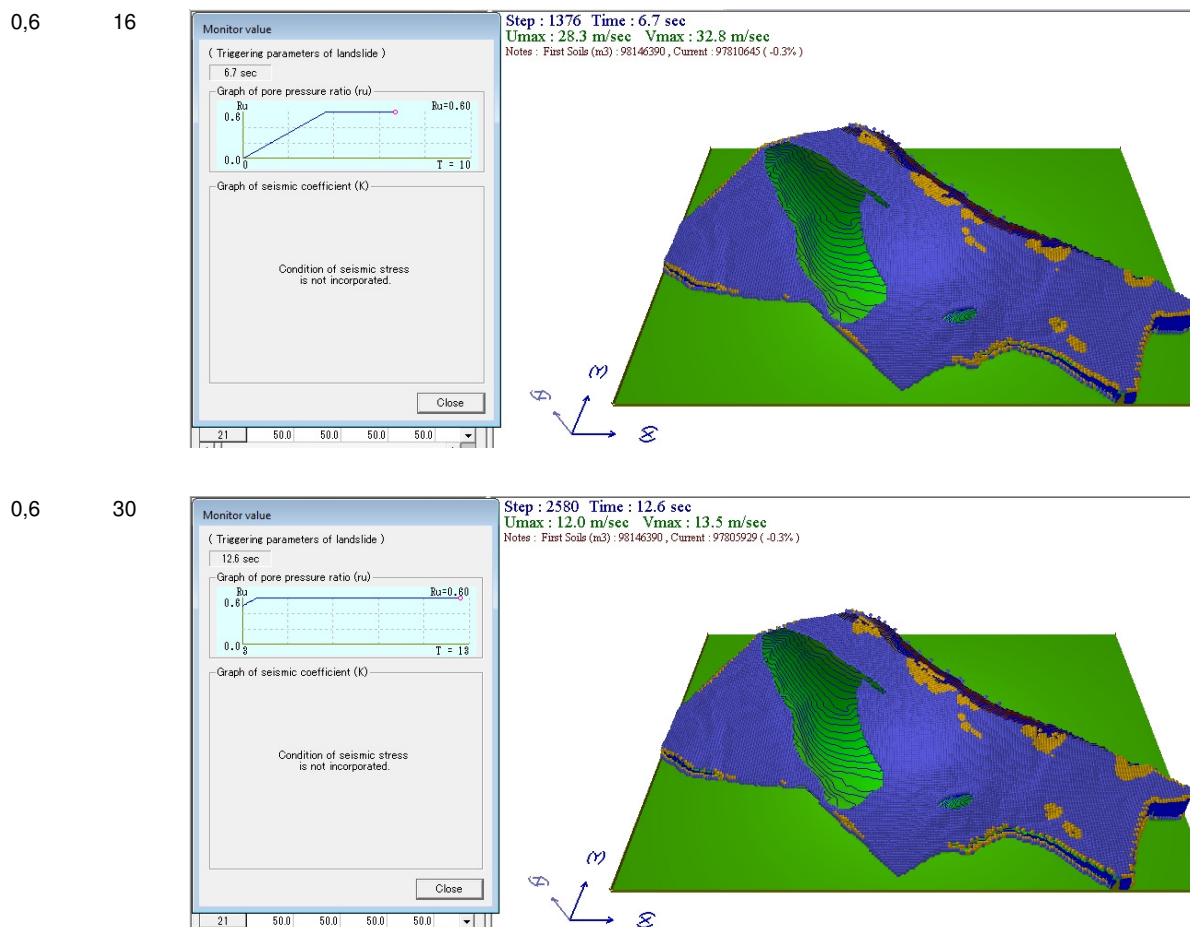 0,6 16
Monitor value
( Triggering parameters of landslide )
6.7 sec
Graph of pore pressure ratio (ru)
Ru
0.6
Ru=0.60
0.0
0
T = 10
Graph of seismic coefficient (K)
Condition of seismic stress
is not incorporated.
Close
21 50.0 50.0 50.0 50.0
Step : 1376 Time : 6.7 sec
Umax : 28.3 m/sec Vmax : 32.8 m/sec
Notes : First Soils (m3) : 98146390 , Current : 97810645 ( -0.3% )
(Y)
(Z)
(X)
0,6 30
Monitor value
( Triggering parameters of landslide )
12.6 sec
Graph of pore pressure ratio (ru)
Ru
0.6
Ru=0.60
0.0
3
T = 13
Graph of seismic coefficient (K)
Condition of seismic stress
is not incorporated.
Close
21 50.0 50.0 50.0 50.0
Step : 2580 Time : 12.6 sec
Umax : 12.0 m/sec Vmax : 13.5 m/sec
Notes : First Soils (m3) : 98146390 , Current : 97805929 ( -0.3% )
(Y)
(Z)
(X)